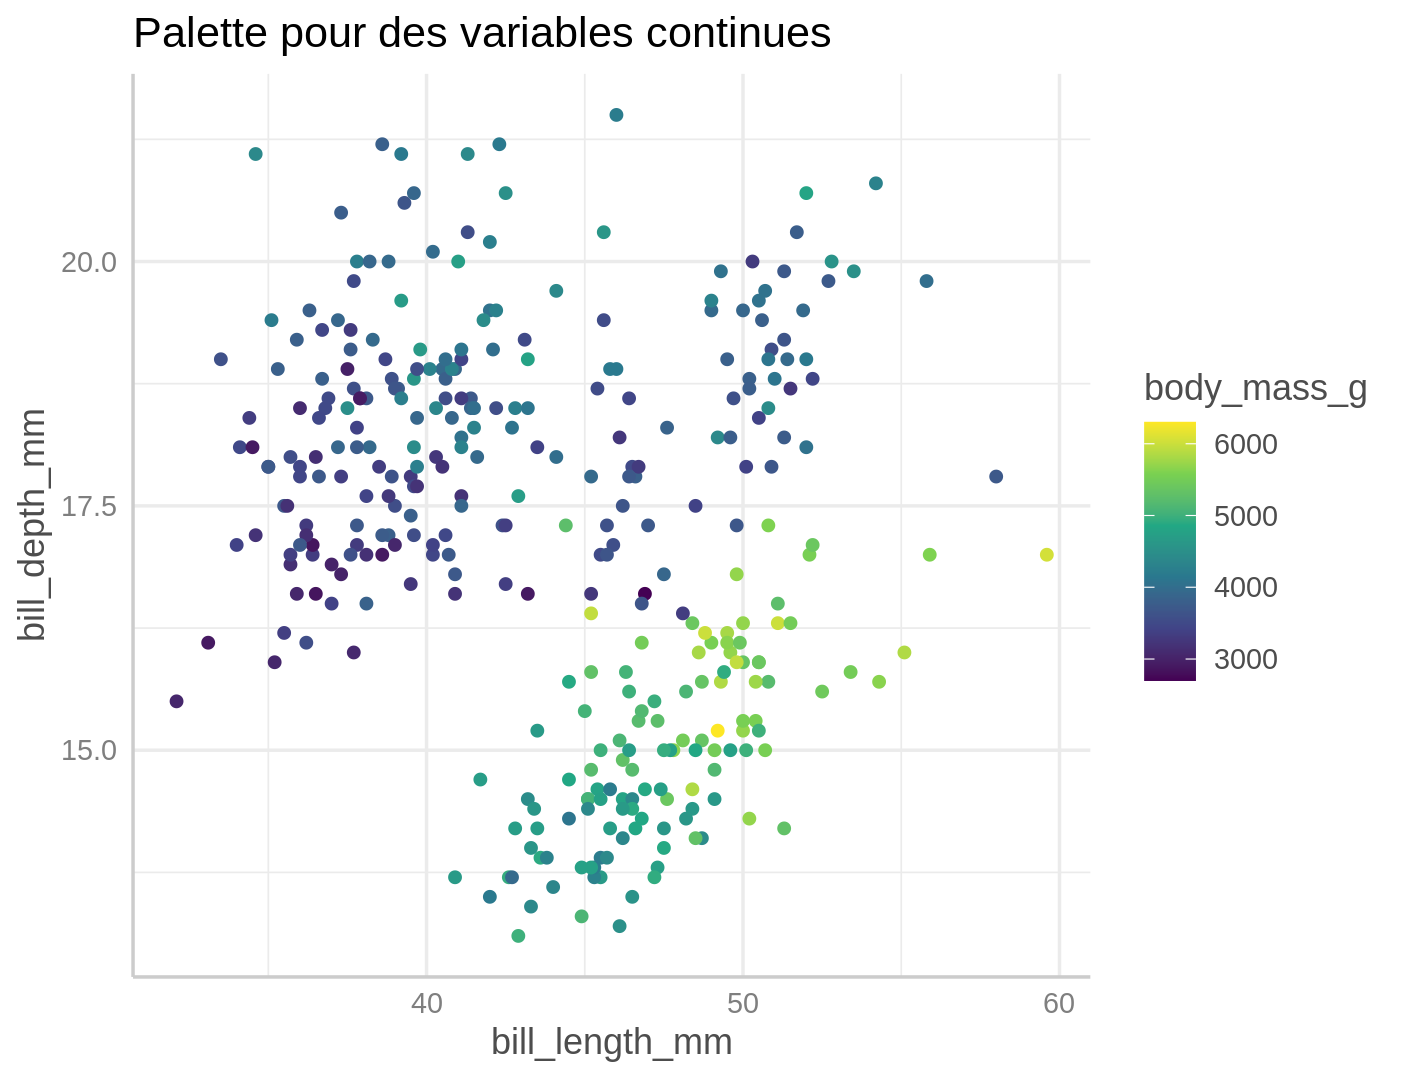 Palette pour des variables continues
bill_depth_mm
20.0
17.5
15.0
40
50
60
bill_length_mm
body_mass_g
6000
5000
4000
3000